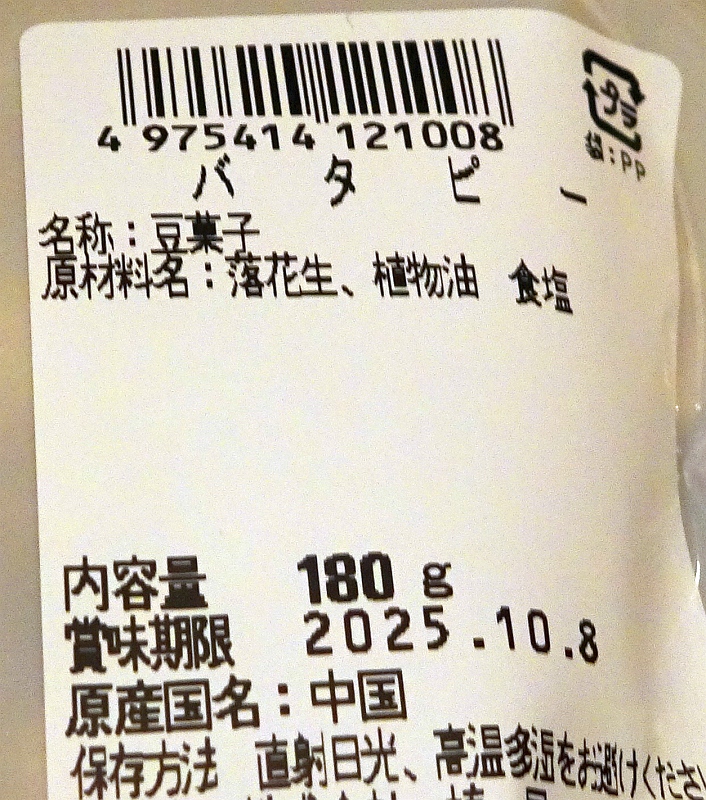 プラ
袋:PP
4 975414 121008
バタピー
名称：豆菓子
原材料名：落花生、植物油 食塩
内容量 180 g
賞味期限 2025.10.8
原産国名：中国
保存方法 直射日光、高温多湿をお避けくださ